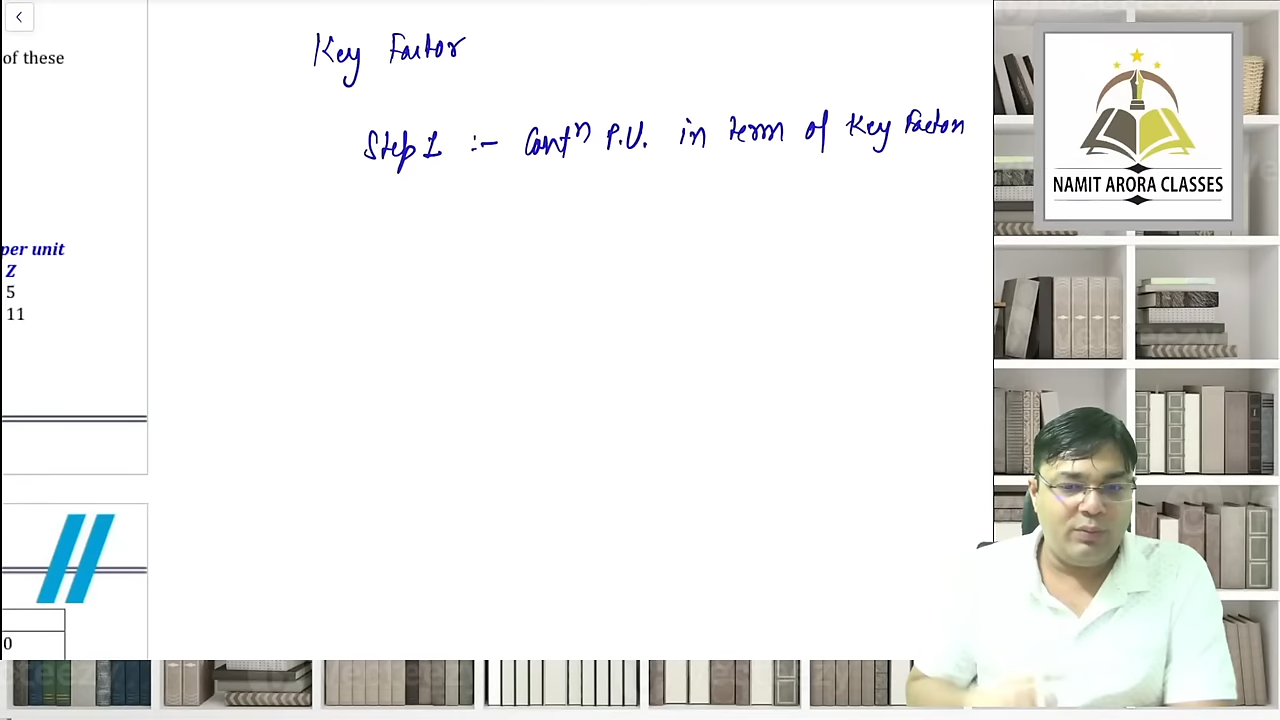 of these
Key Factor
Step 1 :- Contⁿ P.U. in term of Key Factor
per unit
Z
5
11
0
NAMIT ARORA CLASSES